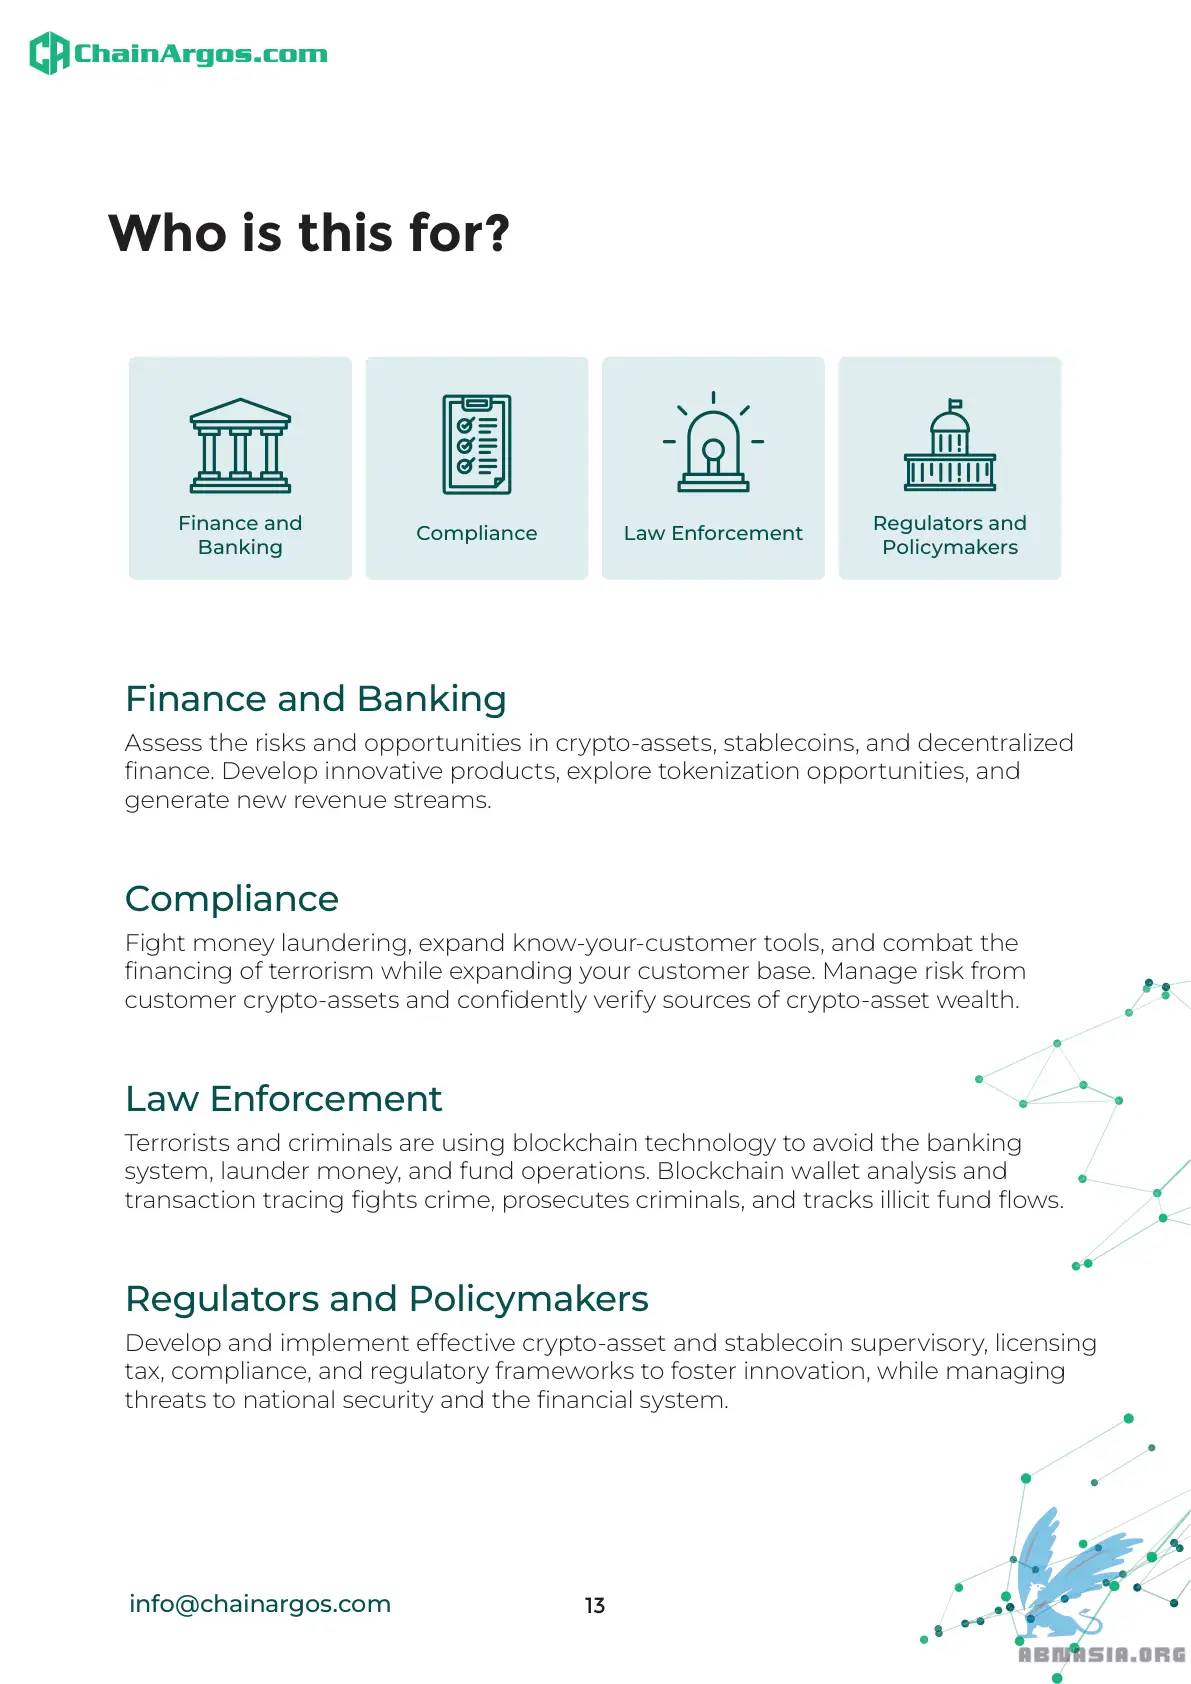 ChainArgos.com
Who is this for?
Finance and
Banking
Compliance
Law Enforcement
Regulators and
Policymakers
Finance and Banking
Assess the risks and opportunities in crypto-assets, stablecoins, and decentralized
finance. Develop innovative products, explore tokenization opportunities, and
generate new revenue streams.
Compliance
Fight money laundering, expand know-your-customer tools, and combat the
financing of terrorism while expanding your customer base. Manage risk from
customer crypto-assets and confidently verify sources of crypto-asset wealth.
Law Enforcement
Terrorists and criminals are using blockchain technology to avoid the banking
system, launder money, and fund operations. Blockchain wallet analysis and
transaction tracing fights crime, prosecutes criminals, and tracks illicit fund flows.
Regulators and Policymakers
Develop and implement effective crypto-asset and stablecoin supervisory, licensing
tax, compliance, and regulatory frameworks to foster innovation, while managing
threats to national security and the financial system.
info@chainargos.com
13
ABNASIA.ORG